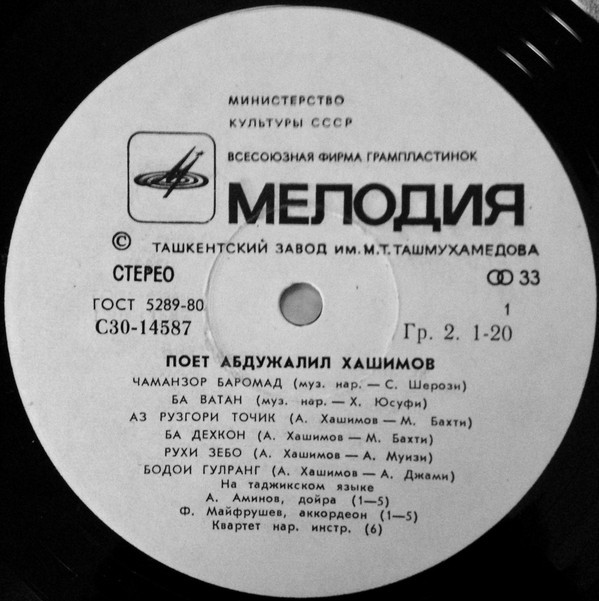 МИНИСТЕРСТВО
КУЛЬТУРЫ СССР
ВСЕСОЮЗНАЯ ФИРМА ГРАМПЛАСТИНОК
МЕЛОДИЯ
© ТАШКЕНТСКИЙ ЗАВОД ИМ. М.Т. ТАШМУХАМЕДОВА
СТЕРЕО 33
ГОСТ 5289-80 1
С30-14587 Гр. 2. 1-20
ПОЕТ АБДУЖАЛИЛ ХАШИМОВ
ЧАМАНЗОР БАРОМАД (муз. нар. — С. Шерози)
БА ВАТАН (муз. нар. — Х. Юсуфи)
АЗ РУЗГОРИ ТОЧИК (А. Хашимов — М. Бахти)
БА ДЕХКОН (А. Хашимов — М. Бахти)
РУХИ ЗЕБО (А. Хашимов — А. Муизи)
БОДОИ ГУЛРАНГ (А. Хашимов — А. Джами)
На таджикском языке
А. Аминов, дойра (1—5)
Ф. Майфрушев, аккордеон (1—5)
Квартет нар. инстр. (6)